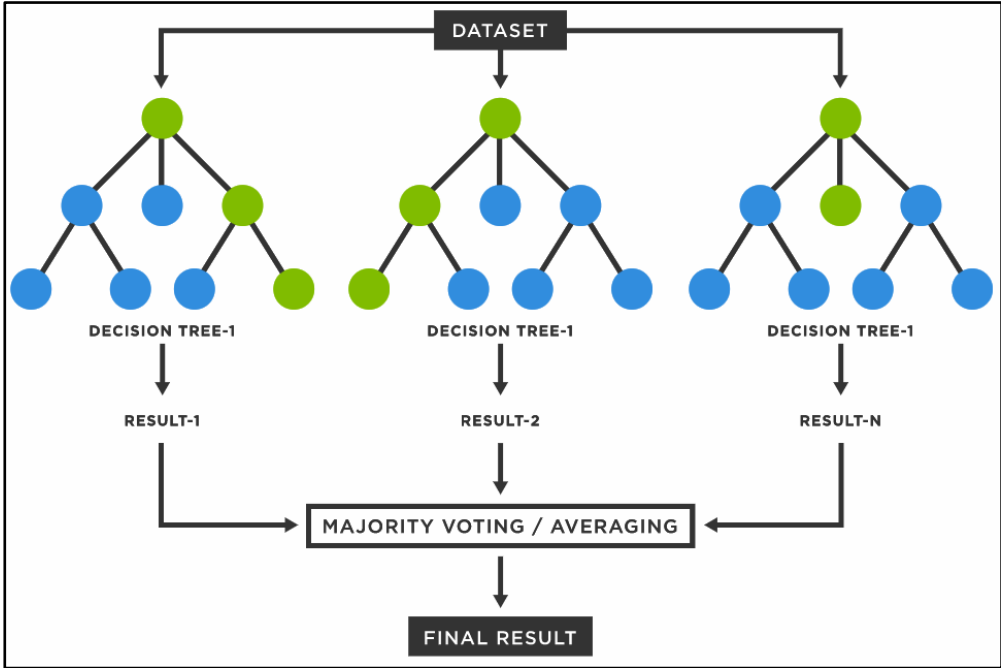 DATASET
DECISION TREE-1
DECISION TREE-1
DECISION TREE-1
RESULT-1
RESULT-2
RESULT-N
MAJORITY VOTING / AVERAGING
FINAL RESULT